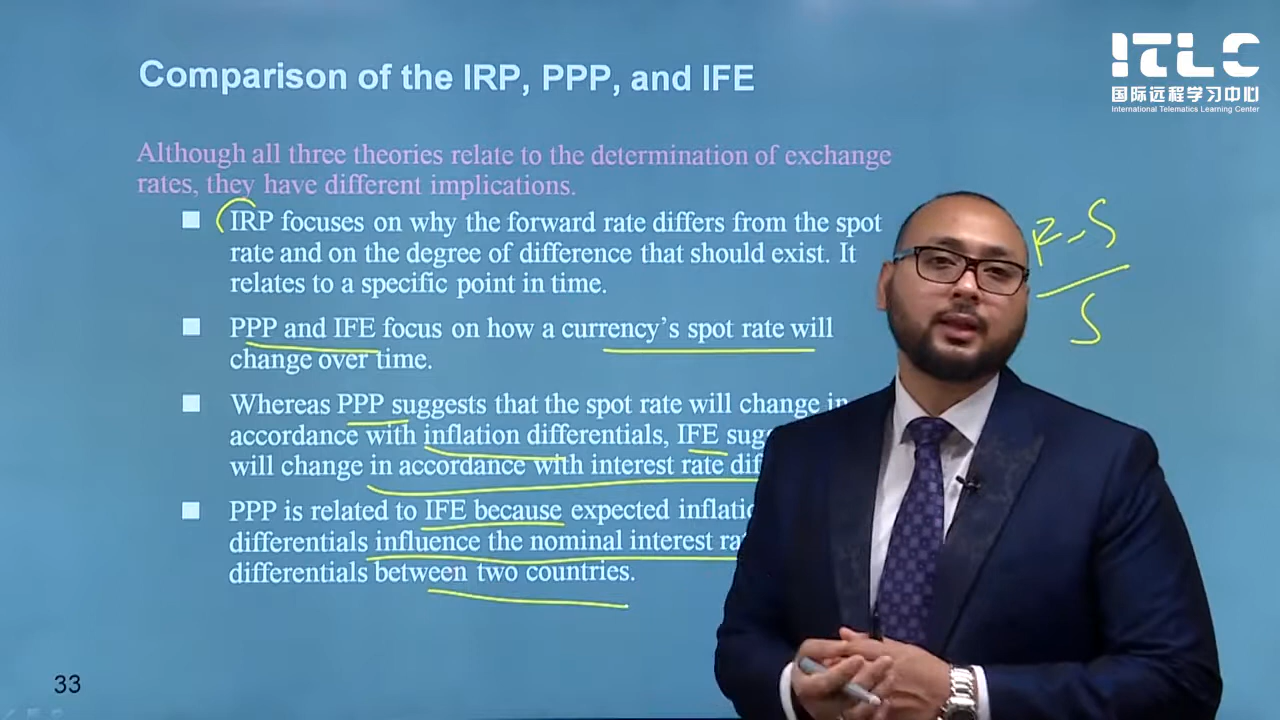 Comparison of the IRP, PPP, and IFE
ITLC
国际远程学习中心
International Telematics Learning Center
Although all three theories relate to the determination of exchange
rates, they have different implications.
IRP focuses on why the forward rate differs from the spot
rate and on the degree of difference that should exist. It
relates to a specific point in time.
F-S
S
PPP and IFE focus on how a currency’s spot rate will
change over time.
Whereas PPP suggests that the spot rate will change in
accordance with inflation differentials, IFE
will change in accordance with interest rate
PPP is related to IFE because expected
differentials influence the nominal interest
differentials between two countries.
33